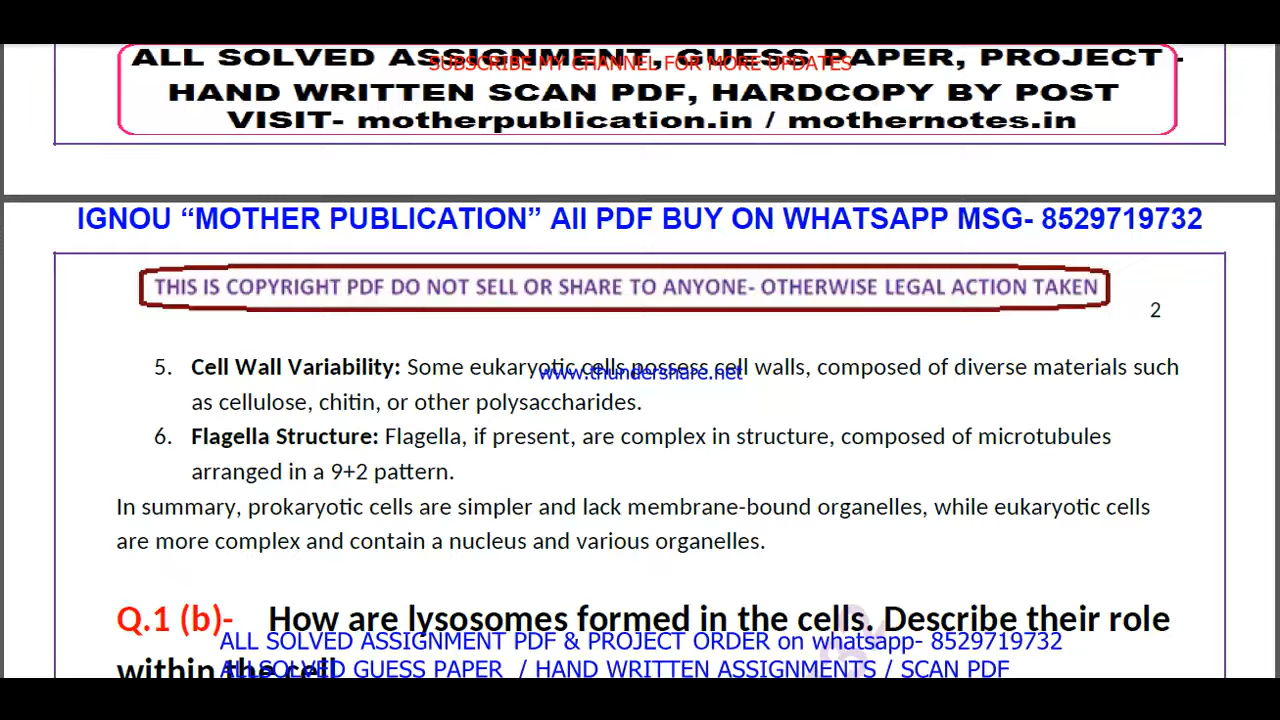 ALL SOLVED ASSIGNMENT, GUESS PAPER, PROJECT -
SUBSCRIBE MY CHANNEL FOR MORE UPDATES
HAND WRITTEN SCAN PDF, HARDCOPY BY POST
VISIT- motherpublication.in / mothernotes.in
IGNOU “MOTHER PUBLICATION” All PDF BUY ON WHATSAPP MSG- 8529719732
THIS IS COPYRIGHT PDF DO NOT SELL OR SHARE TO ANYONE- OTHERWISE LEGAL ACTION TAKEN
2
5. Cell Wall Variability: Some eukaryotic cells possess cell walls, composed of diverse materials such
www.thundershare.net
as cellulose, chitin, or other polysaccharides.
6. Flagella Structure: Flagella, if present, are complex in structure, composed of microtubules
arranged in a 9+2 pattern.
In summary, prokaryotic cells are simpler and lack membrane-bound organelles, while eukaryotic cells
are more complex and contain a nucleus and various organelles.
Q.1 (b)- How are lysosomes formed in the cells. Describe their role
ALL SOLVED ASSIGNMENT PDF & PROJECT ORDER on whatsapp- 8529719732
within the cell
ALL SOLVED GUESS PAPER / HAND WRITTEN ASSIGNMENTS / SCAN PDF